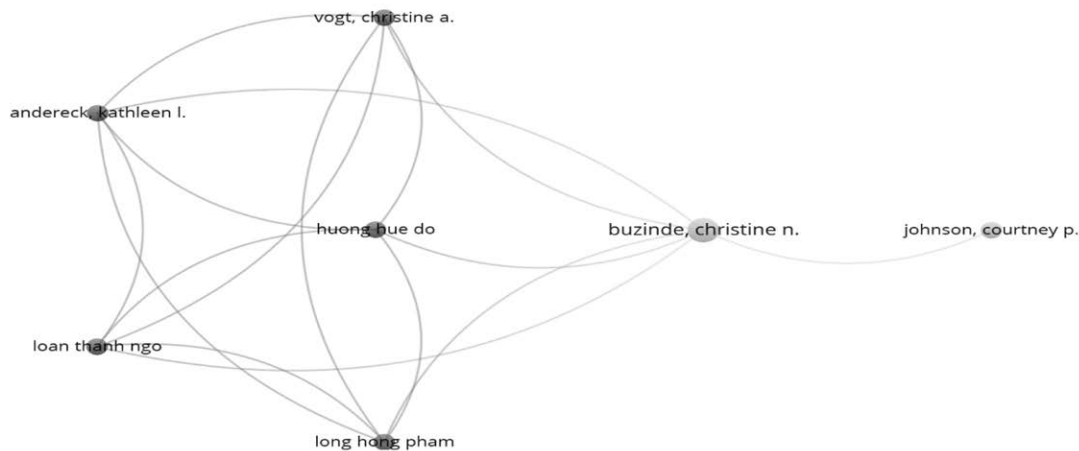 vogt, christine a.
andereck, kathleen l.
huong hue do
buzinde, christine n.
johnson, courtney p.
loan thanh ngo
long hong pham